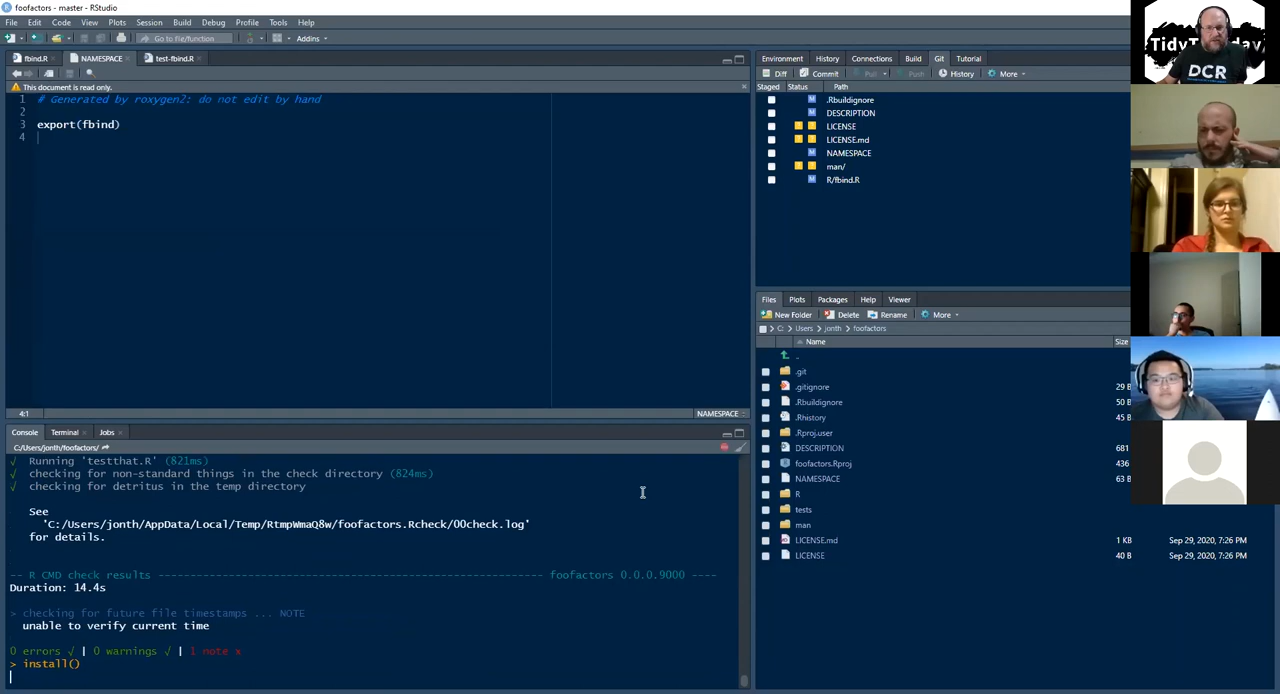 foofactors - master - RStudio
File Edit Code View Plots Session Build Debug Profile Tools Help
Go to file/function Addins
fbind.R NAMESPACE test-fbind.R
This document is read only.
1 # Generated by roxygen2: do not edit by hand
2
3 export(fbind)
4
4:1 NAMESPACE
Console Terminal Jobs
C:/Users/jonth/foofactors/
√ Running 'testthat.R' (821ms)
√ checking for non-standard things in the check directory (824ms)
√ checking for detritus in the temp directory
See
'C:/Users/jonth/AppData/Local/Temp/RtmpWmaQ8w/foofactors.Rcheck/00check.log'
for details.
-- R CMD check results ------------------------------------------------------- foofactors 0.0.0.9000 ----
Duration: 14.4s
> checking for future file timestamps ... NOTE
unable to verify current time
0 errors √ | 0 warnings √ | 1 note x
> install()
Environment History Connections Build Git Tutorial
Diff Commit Pull Push History More
Staged Status Path
M .Rbuildignore
M DESCRIPTION
LICENSE
LICENSE.md
M NAMESPACE
man/
M R/fbind.R
Files Plots Packages Help Viewer
New Folder Delete Rename More
C: > Users > jonth > foofactors
Name Size
..
.git
.gitignore 29 B
.Rbuildignore 50 B
.Rhistory 45 B
.Rproj.user
DESCRIPTION 681
foofactors.Rproj 436
NAMESPACE 63 B
R
tests
man
LICENSE.md 1 KB Sep 29, 2020, 7:26 PM
LICENSE 40 B Sep 29, 2020, 7:26 PM
DCR